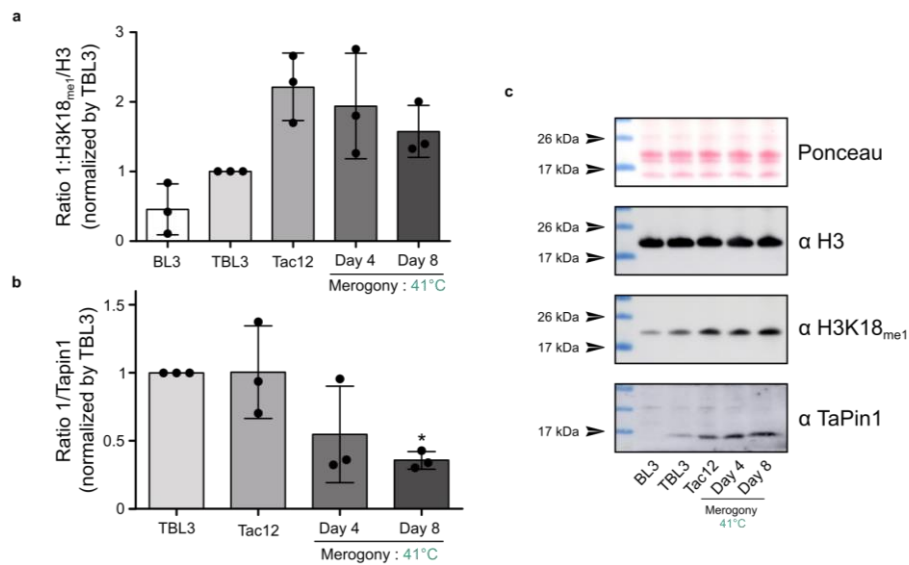 a
Ratio 1:H3K18me1/H3
(normalized by TBL3)
3
2
1
0
BL3 TBL3 Tac12 Day 4 Day 8
Merogony : 41°C
b
Ratio 1/Tapin1
(normalized by TBL3)
1.5
1
0.5
0
*
TBL3 Tac12 Day 4 Day 8
Merogony : 41°C
c
26 kDa
17 kDa
Ponceau
26 kDa
17 kDa
α H3
26 kDa
17 kDa
α H3K18me1
17 kDa
α TaPin1
BL3 TBL3 Tac12 Day 4 Day 8
Merogony
41°C